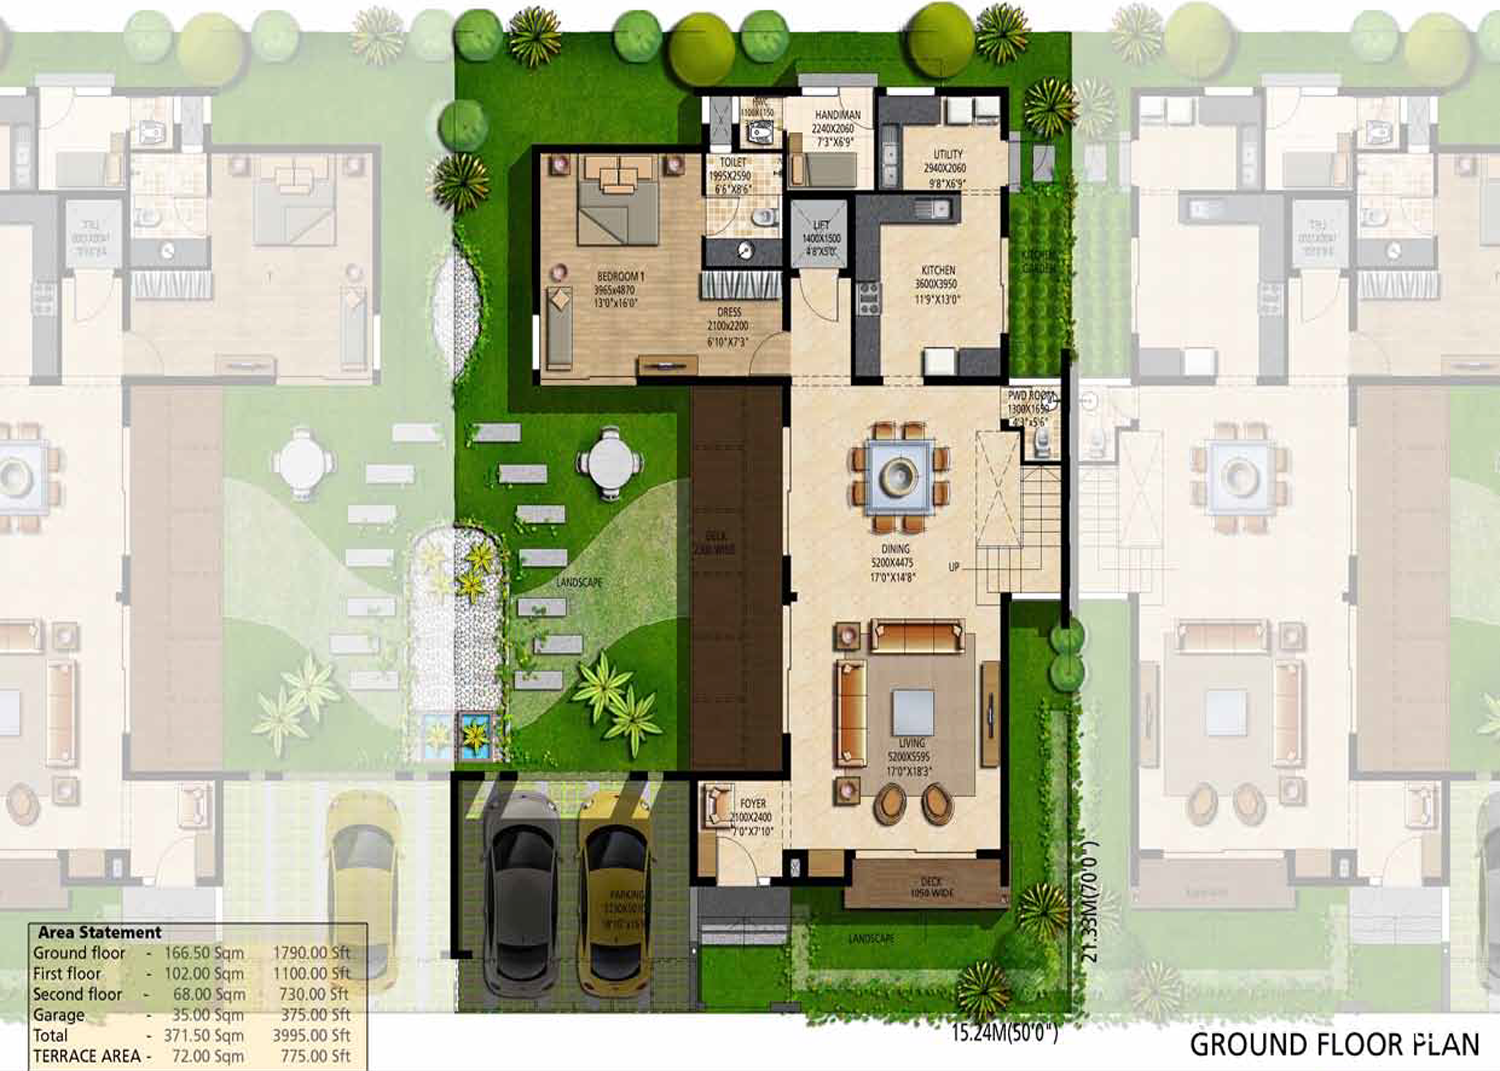 HWC
1100X1150
HANDIMAN
2240X2060
7'3"X6'9"
TOILET
1995X2590
6'6"X8'6"
UTILITY
2940X2060
9'8"X6'9"
LIFT
1400X1500
4'8"X5'0"
KITCHEN
GARDEN
BEDROOM 1
3965x4870
13'0"x16'0"
KITCHEN
3600X3950
11'9"X13'0"
DRESS
2100x2200
6'10"X7'3"
PWD ROOM
1300X1650
4'3"x5'6"
DECK
WIDE
DINING
5200X4475
17'0"X14'8"
UP
LANDSCAPE
LIVING
5200X5595
17'0"X18'3"
FOYER
2100X2400
7'0"X7'10"
PARKING
DECK
1050 WIDE
LANDSCAPE
21.33M(70'0")
15.24M(50'0")
Area Statement
Ground floor - 166.50 Sqm 1790.00 Sft
First floor - 102.00 Sqm 1100.00 Sft
Second floor - 68.00 Sqm 730.00 Sft
Garage - 35.00 Sqm 375.00 Sft
Total - 371.50 Sqm 3995.00 Sft
TERRACE AREA - 72.00 Sqm 775.00 Sft
GROUND FLOOR PLAN